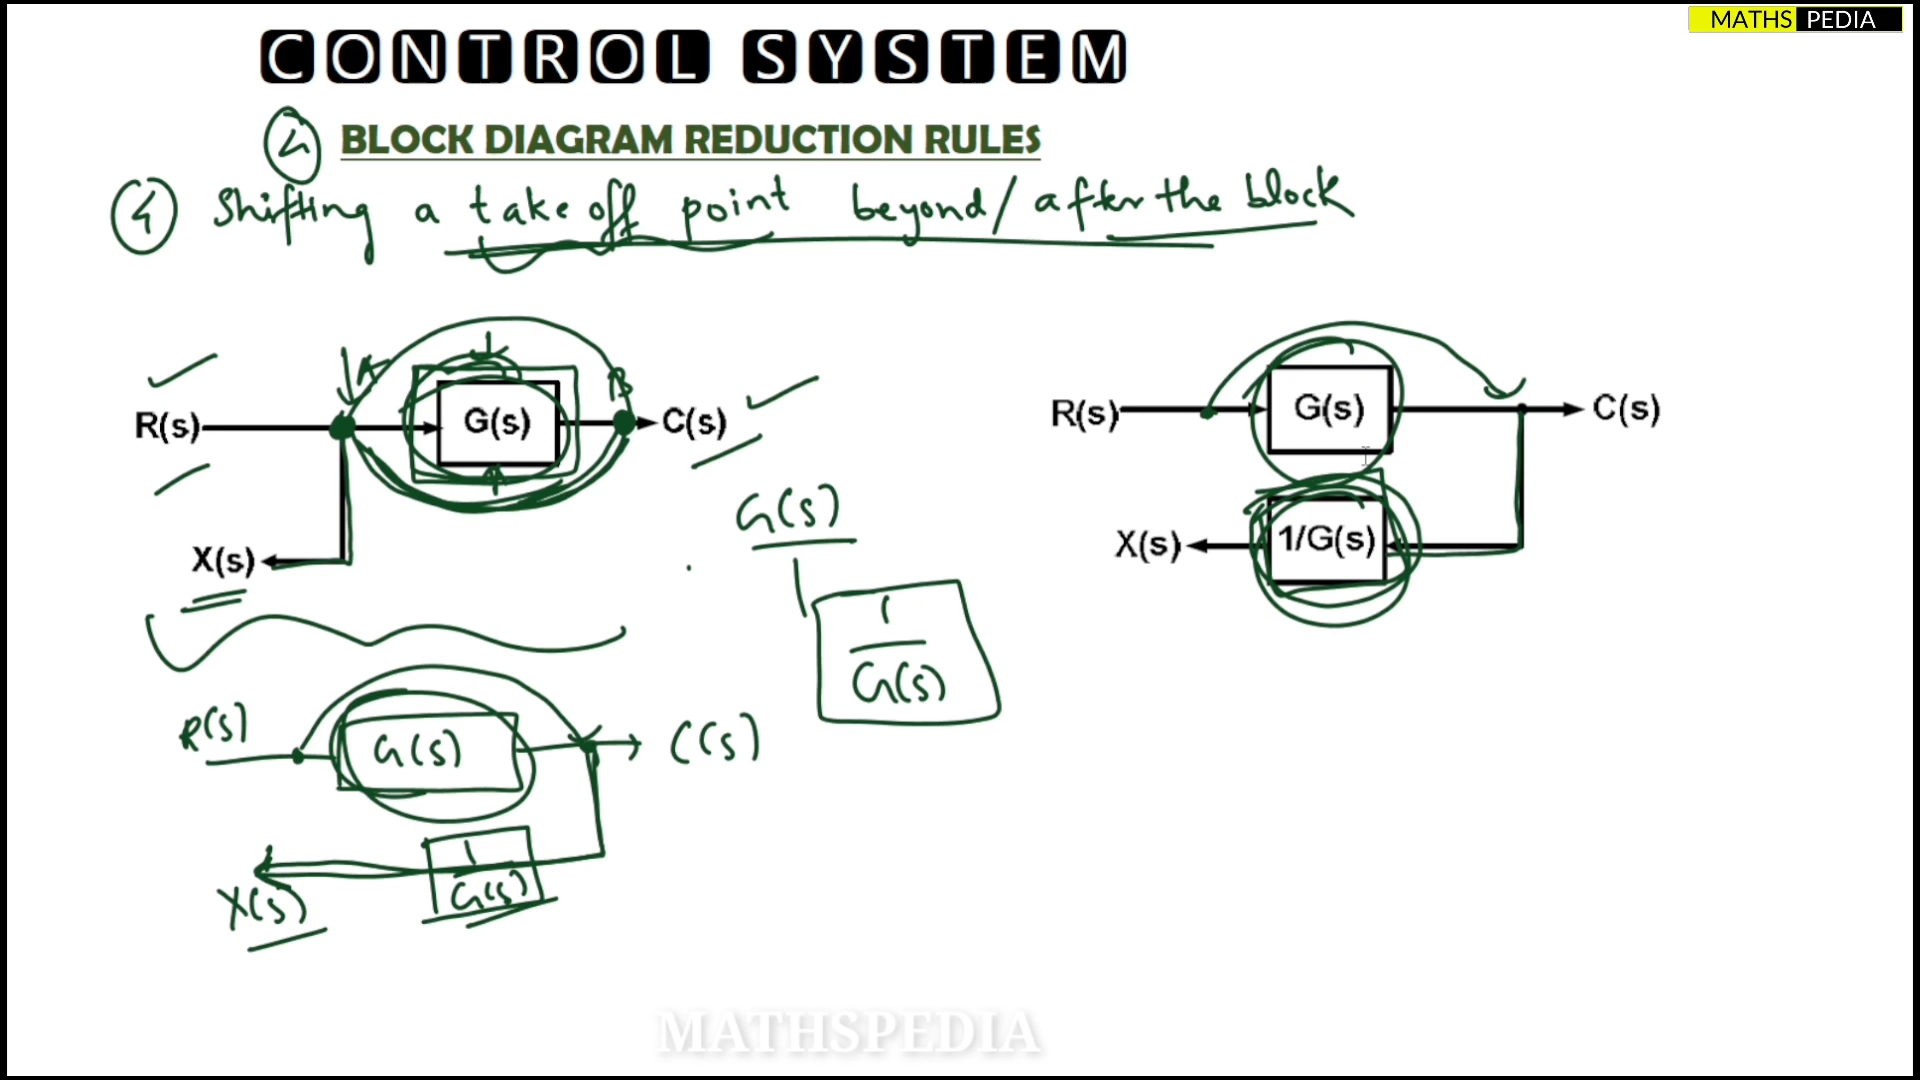 MATHS PEDIA
CONTROL SYSTEM
BLOCK DIAGRAM REDUCTION RULES
4 Shifting a take off point beyond/after the block
A
B
R(s)
G(s)
C(s)
X(s)
G(s)
1
G(s)
R(s)
G(s)
C(s)
1
G(s)
X(s)
R(s)
G(s)
C(s)
X(s)
1/G(s)
MATHSPEDIA